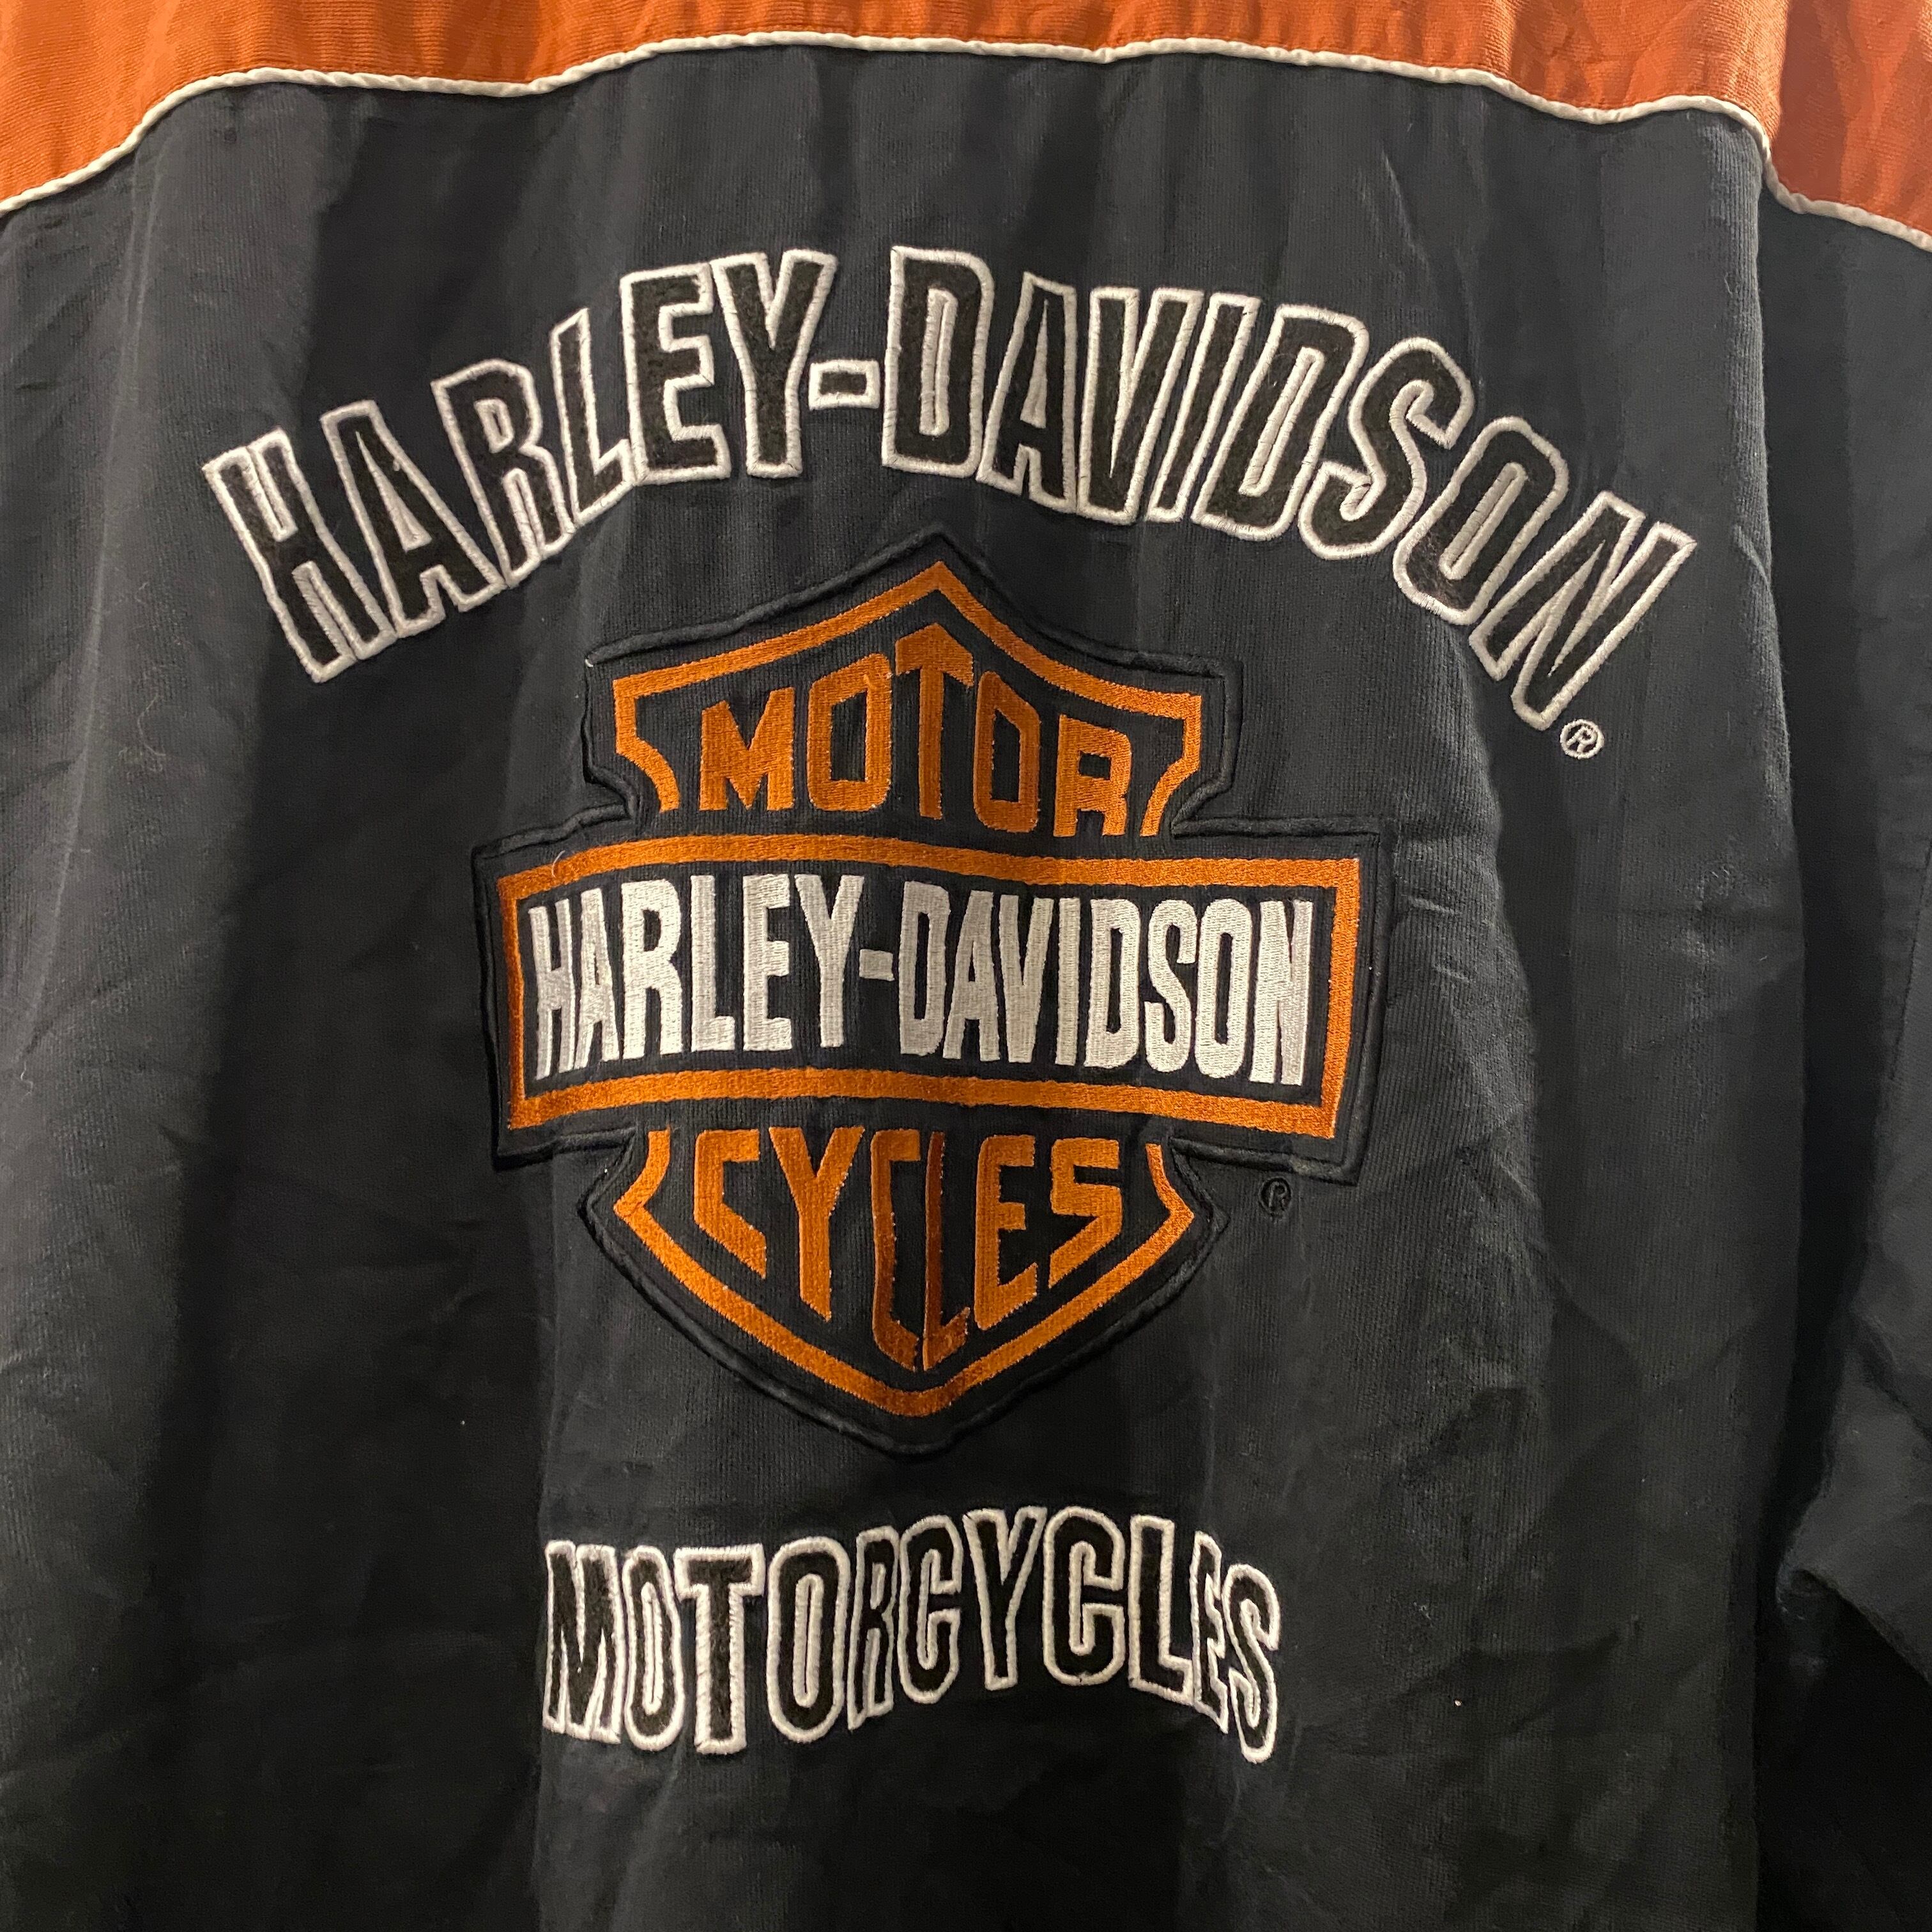 HARLEY-DAVIDSON®
MOTOR
HARLEY-DAVIDSON
CYCLES
®
MOTORCYCLES